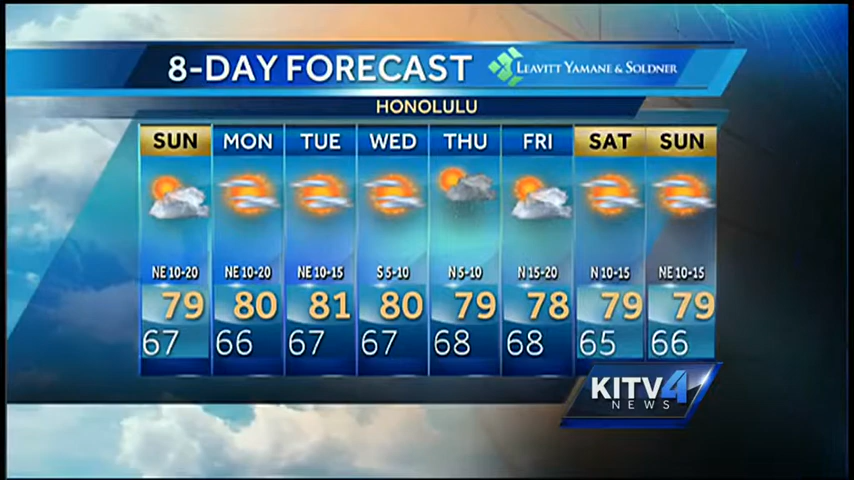 8-DAY FORECAST LEAVITT YAMANE & SOLDNER
HONOLULU
SUN MON TUE WED THU FRI SAT SUN
NE 10-20 NE 10-20 NE 10-15 S 5-10 N 5-10 N 15-20 N 10-15 NE 10-15
79 80 81 80 79 78 79 79
67 66 67 67 68 68 65 66
KITV4
NEWS